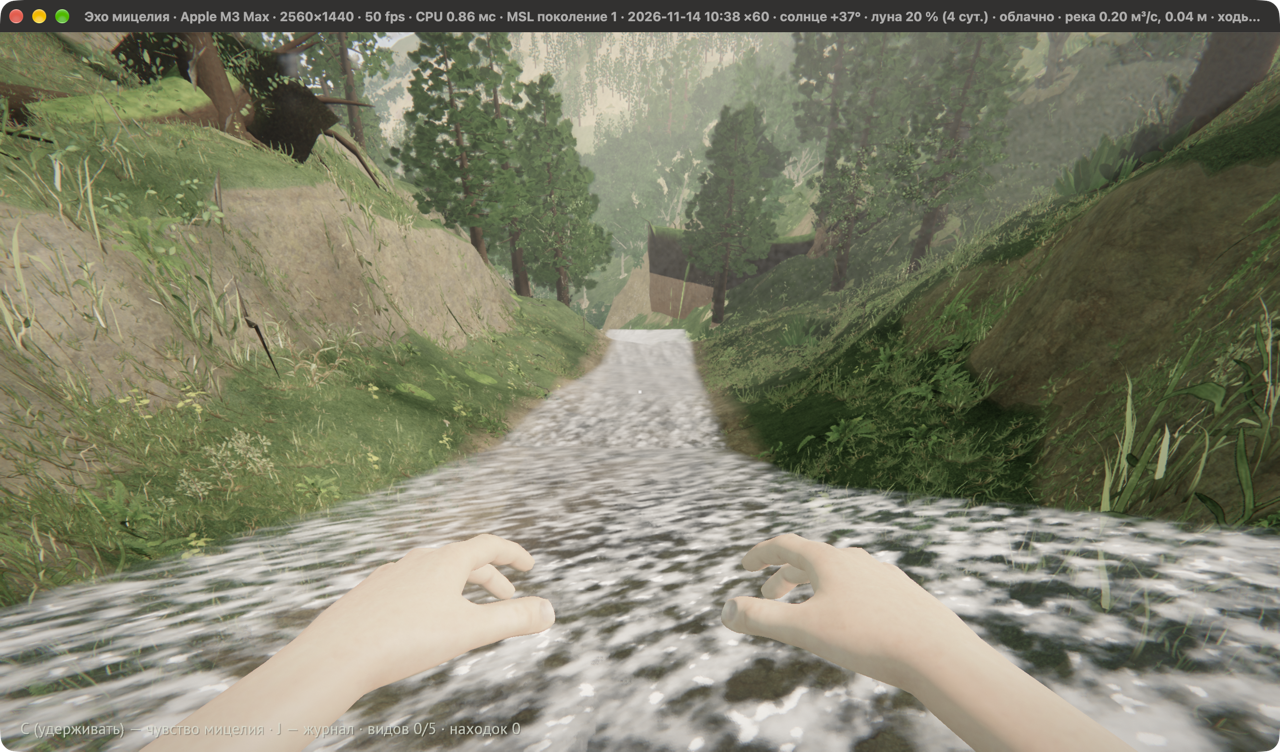 Эхо мицелия · Apple M3 Max · 2560×1440 · 50 fps · CPU 0.86 мс · MSL поколение 1 · 2026-11-14 10:38 ×60 · солнце +37° · луна 20 % (4 сут.) · облачно · река 0.20 м³/с, 0.04 м · ходь...
C (удерживать) — чувство мицелия · J — журнал · видов 0/5 · находок 0